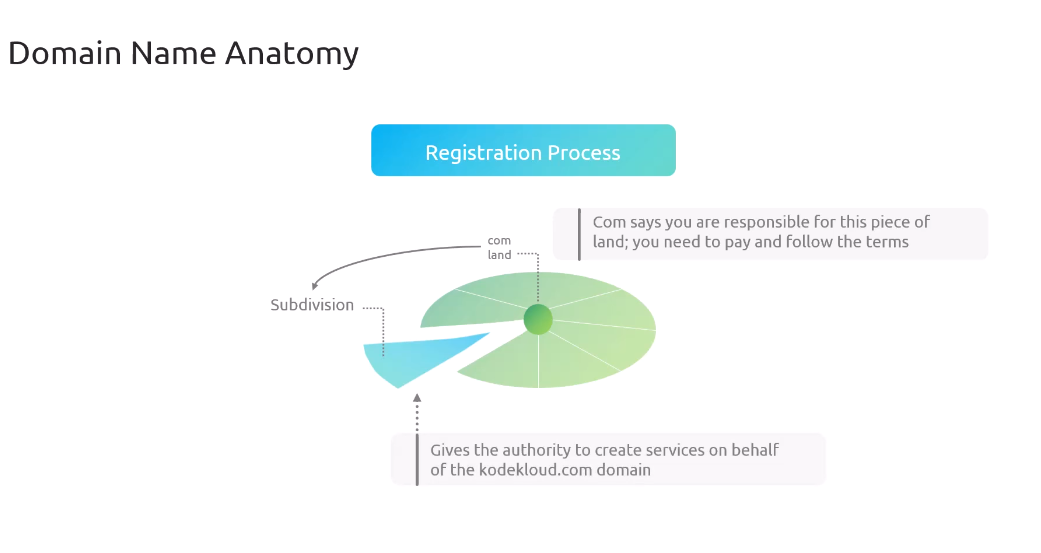 Domain Name Anatomy
Registration Process
Com says you are responsible for this piece of
land; you need to pay and follow the terms
com
land
Subdivision
Gives the authority to create services on behalf
of the kodekloud.com domain